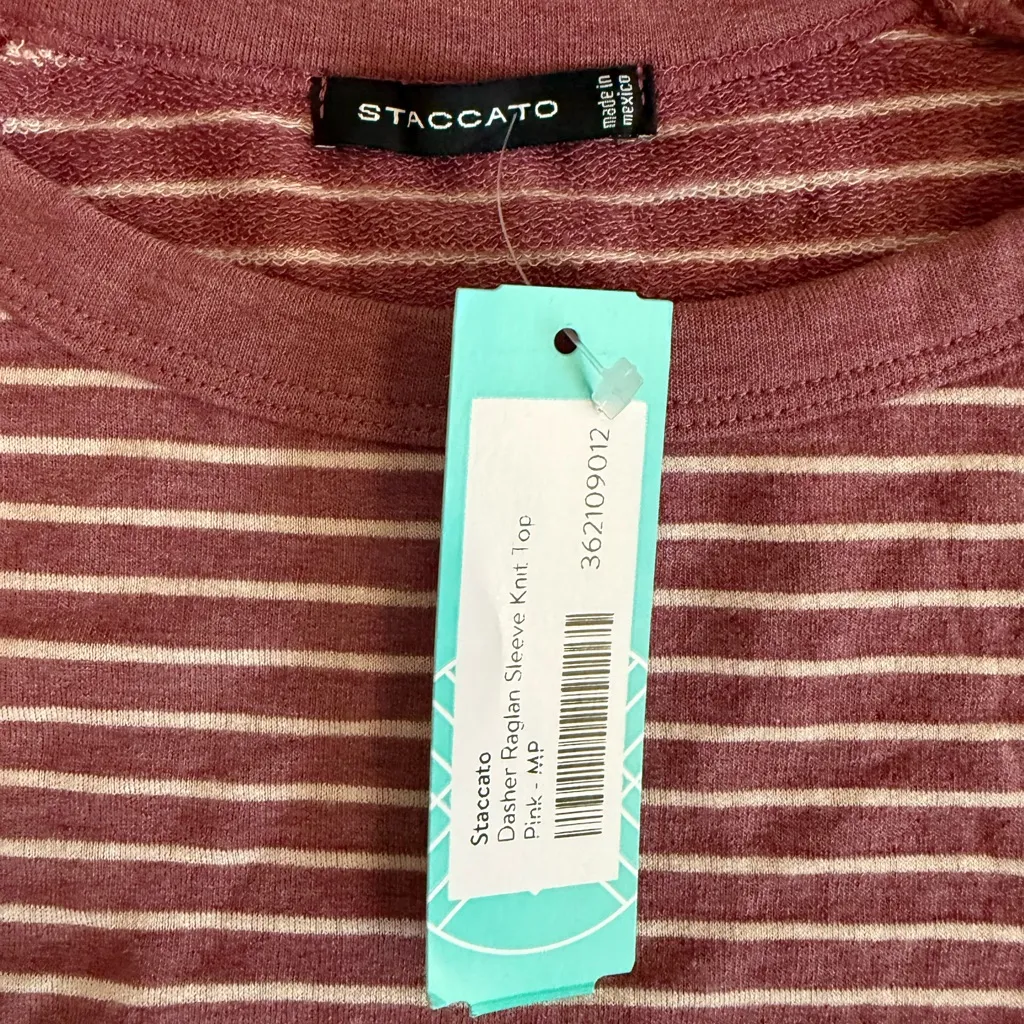 STACCATO
made in
mexico
Staccato
Dasher Raglan Sleeve Knit Top
Pink - MP
362109012